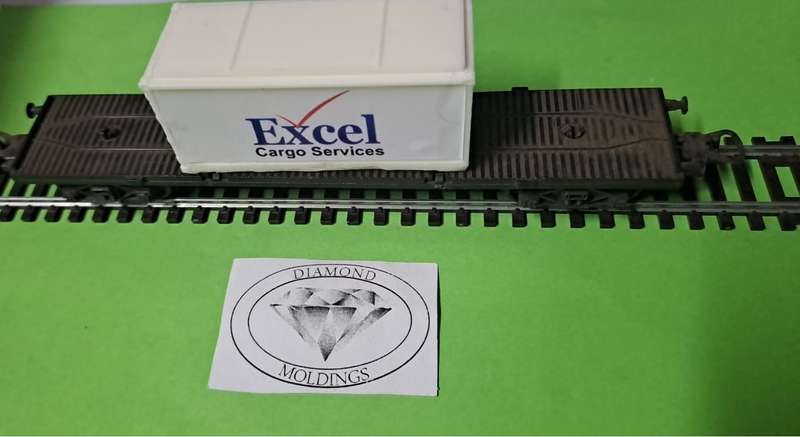 Excel
Cargo Services
DIAMOND
MOLDINGS